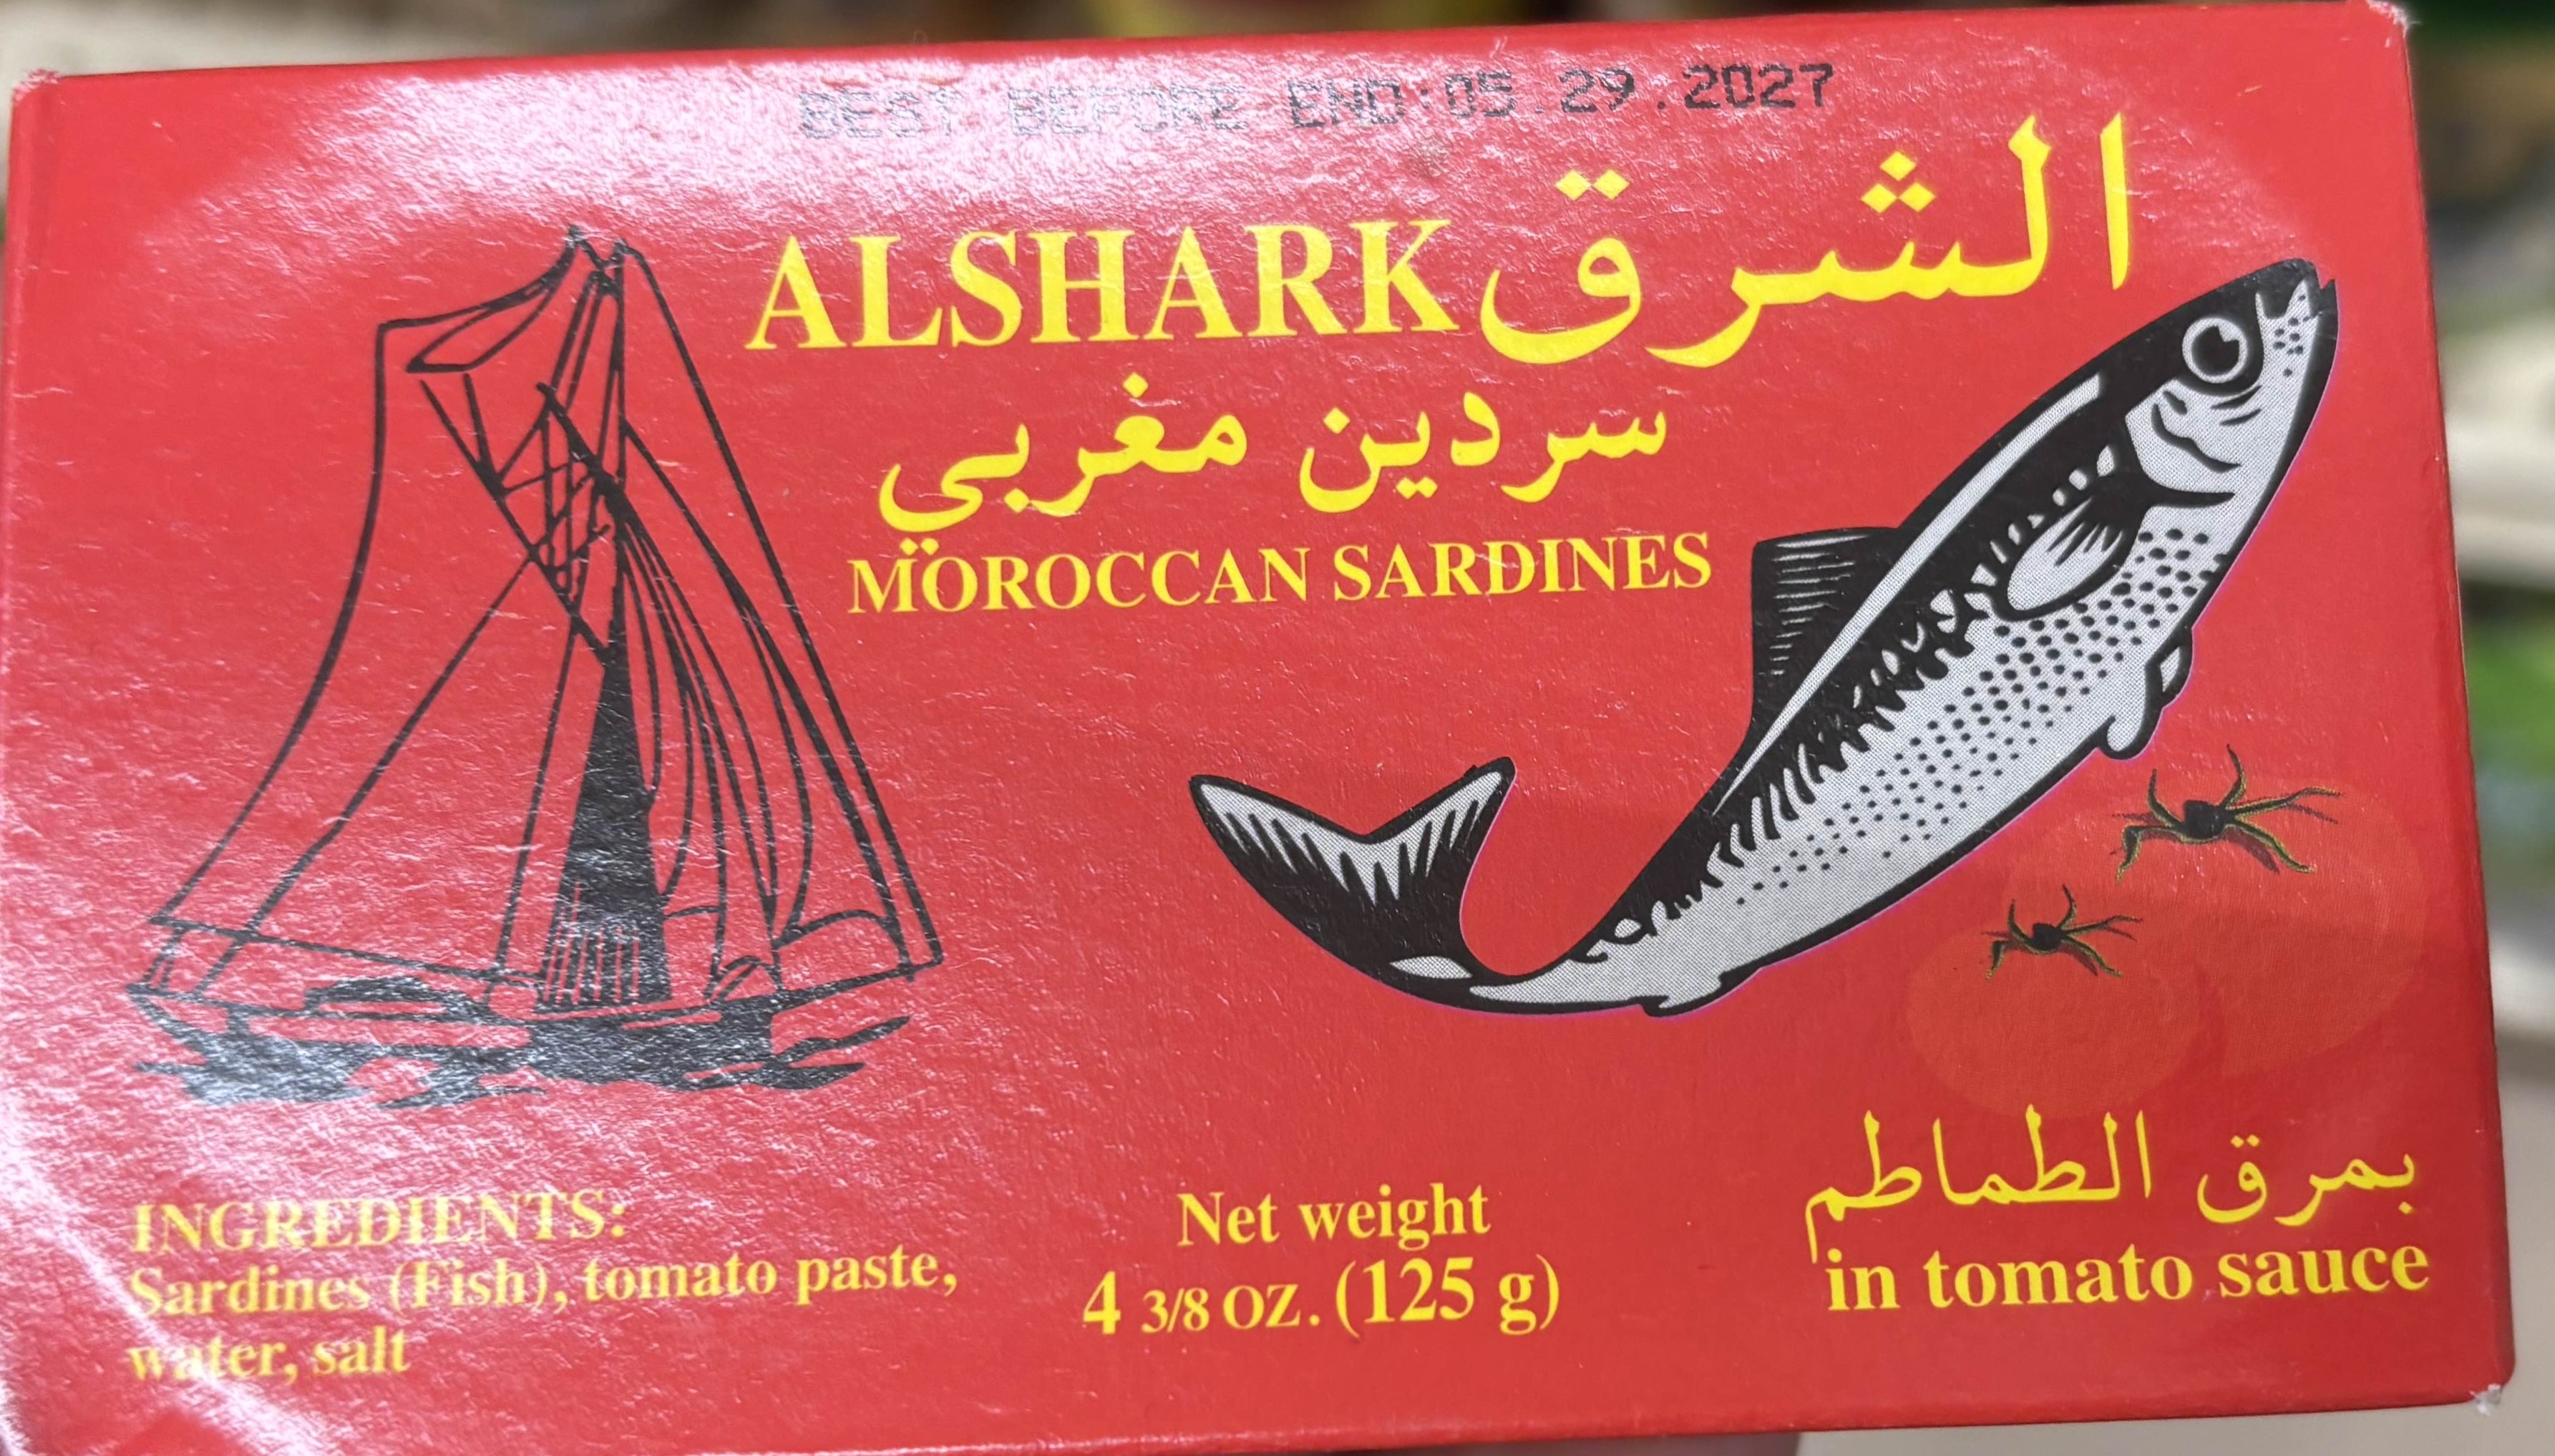 BEST BEFORE END:05.29.2027
ALSHARK الشرق
سردين مغربي
MOROCCAN SARDINES
INGREDIENTS:
Sardines (Fish), tomato paste,
water, salt
Net weight
4 3/8 OZ. (125 g)
بمرق الطماطم
in tomato sauce